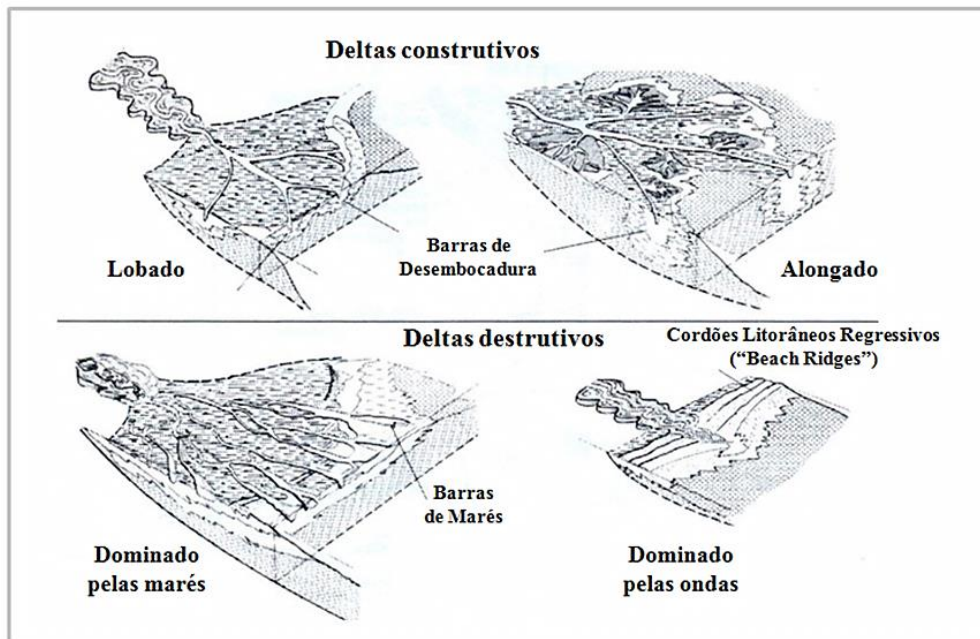 Deltas construtivos
Lobado
Barras de
Desembocadura
Alongado
Deltas destrutivos
Cordões Litorâneos Regressivos
(“Beach Ridges”)
Barras
de Marés
Dominado
pelas marés
Dominado
pelas ondas